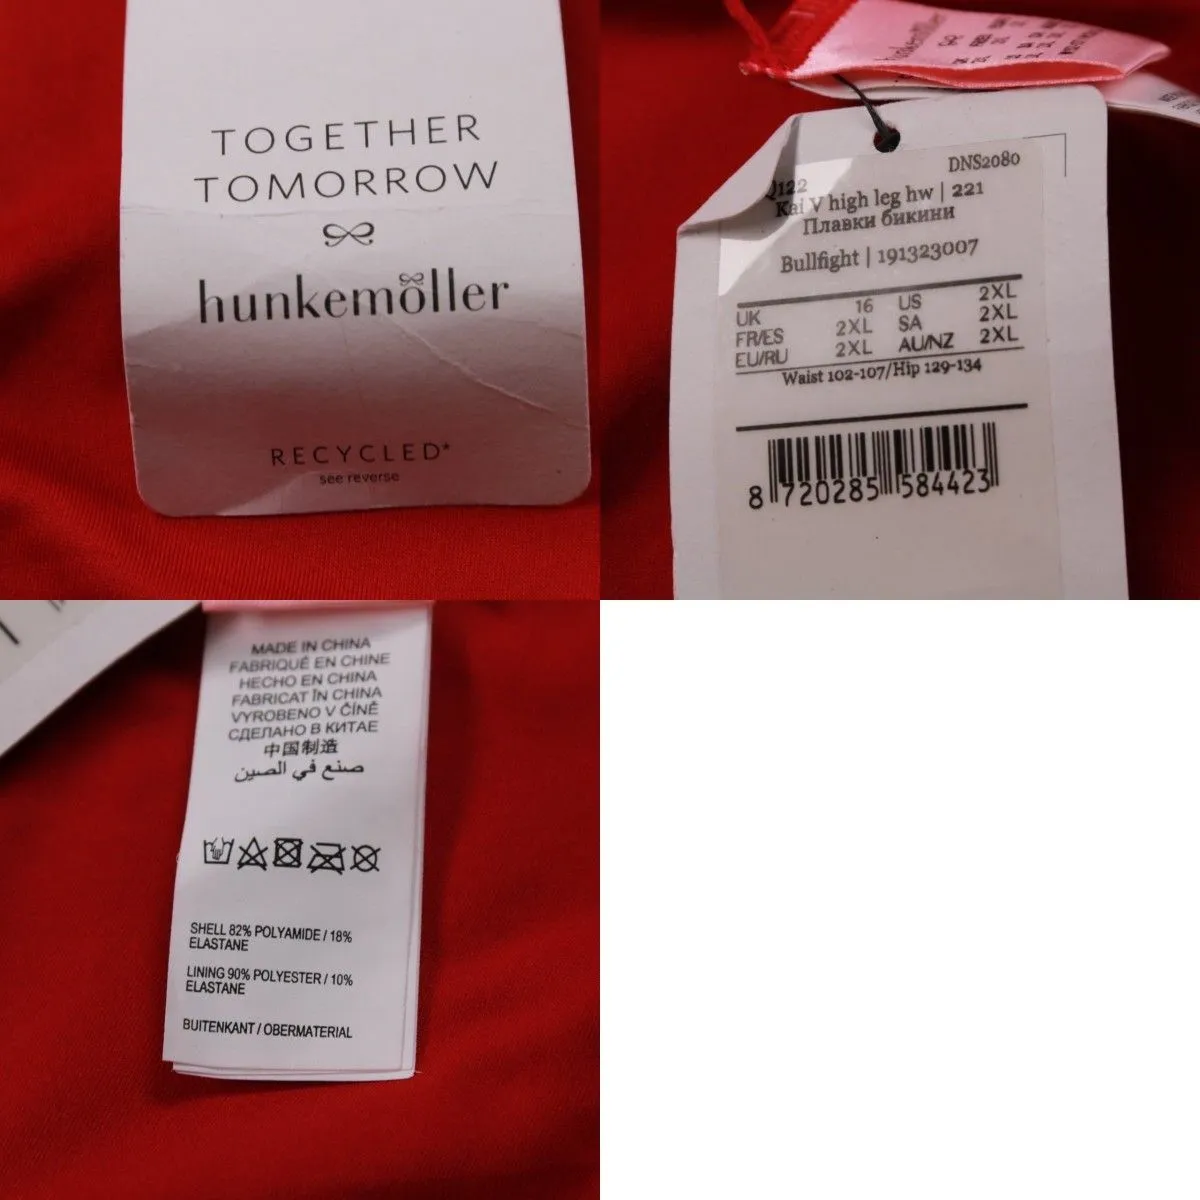 TOGETHER
TOMORROW
hunkemöller
RECYCLED*
see reverse
hunkemöller
DNS2080
Q122
Kai V high leg hw | 221
Плавки бикини
Bullfight | 191323007
UK 16 US 2XL
FR/ES 2XL SA 2XL
EU/RU 2XL AU/NZ 2XL
Waist 102-107/Hip 129-134
8 720285 584423
MADE IN CHINA
FABRIQUÉ EN CHINE
HECHO EN CHINA
FABRICAT ÎN CHINA
VYROBENO V ČÍNĚ
СДЕЛАНО В КИТАЕ
中国制造
صنع في الصين
SHELL 82% POLYAMIDE / 18%
ELASTANE
LINING 90% POLYESTER / 10%
ELASTANE
BUITENKANT / OBERMATERIAL